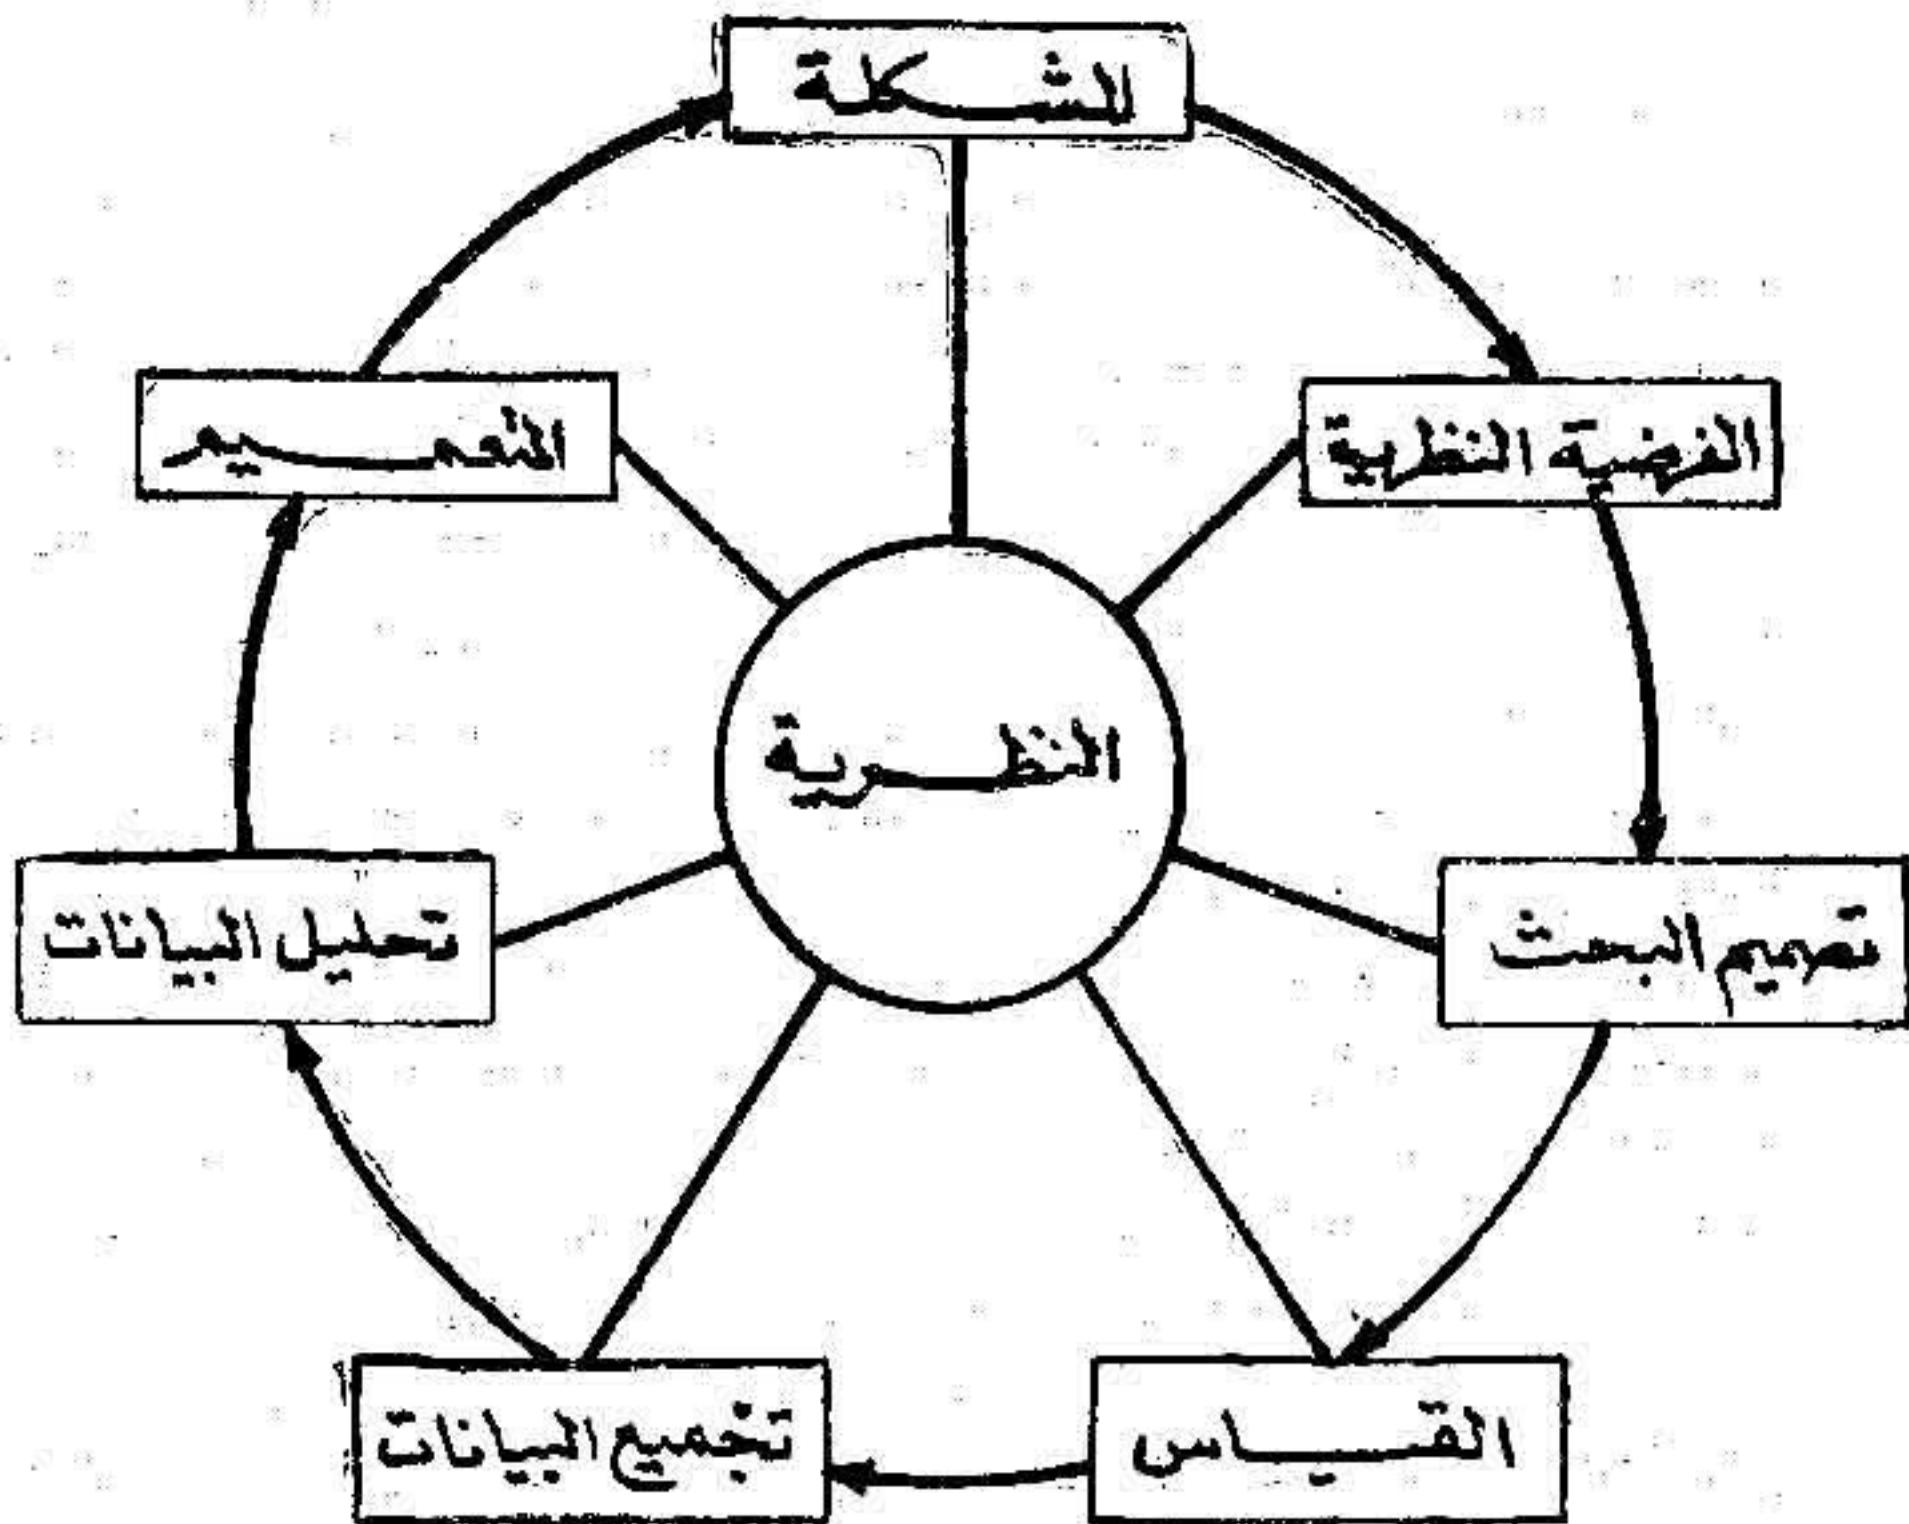 المشكلة
الفرضية النظرية
تصميم البحث
القياس
تجميع البيانات
تحليل البيانات
التعميم
النظرية